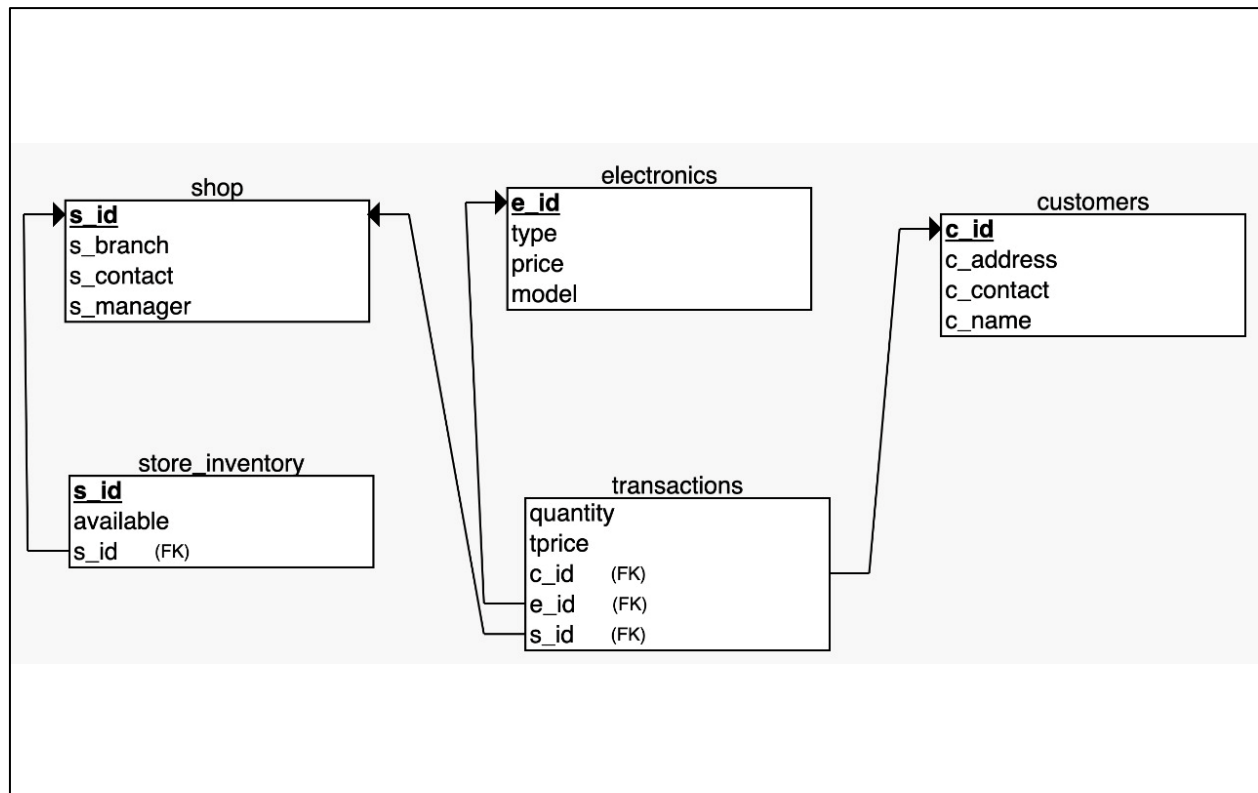 shop
s_id
s_branch
s_contact
s_manager
electronics
e_id
type
price
model
customers
c_id
c_address
c_contact
c_name
store_inventory
s_id
available
s_id (FK)
transactions
quantity
tprice
c_id (FK)
e_id (FK)
s_id (FK)